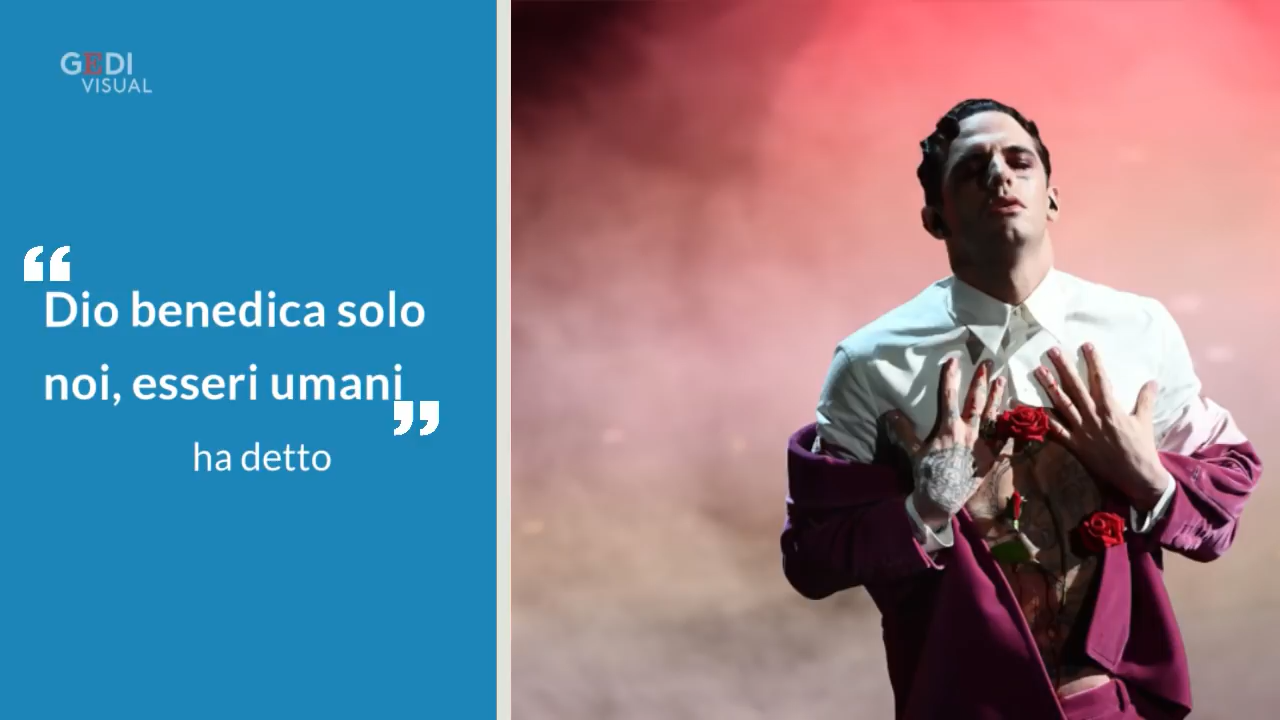 GEDI
VISUAL
“Dio benedica solo
noi, esseri umani”
ha detto